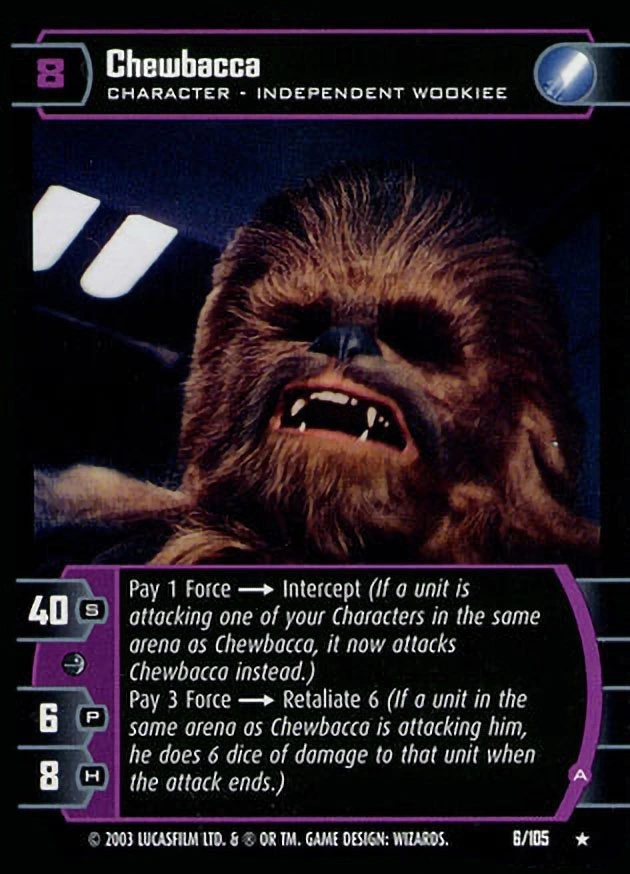 8
Chewbacca
CHARACTER - INDEPENDENT WOOKIEE
40 S
6 P
8 H
Pay 1 Force → Intercept (If a unit is
attacking one of your Characters in the same
arena as Chewbacca, it now attacks
Chewbacca instead.)
Pay 3 Force → Retaliate 6 (If a unit in the
same arena as Chewbacca is attacking him,
he does 6 dice of damage to that unit when
the attack ends.)
A
© 2003 LUCASFILM LTD. & ® OR TM. GAME DESIGN: WIZARDS. 6/105 ★